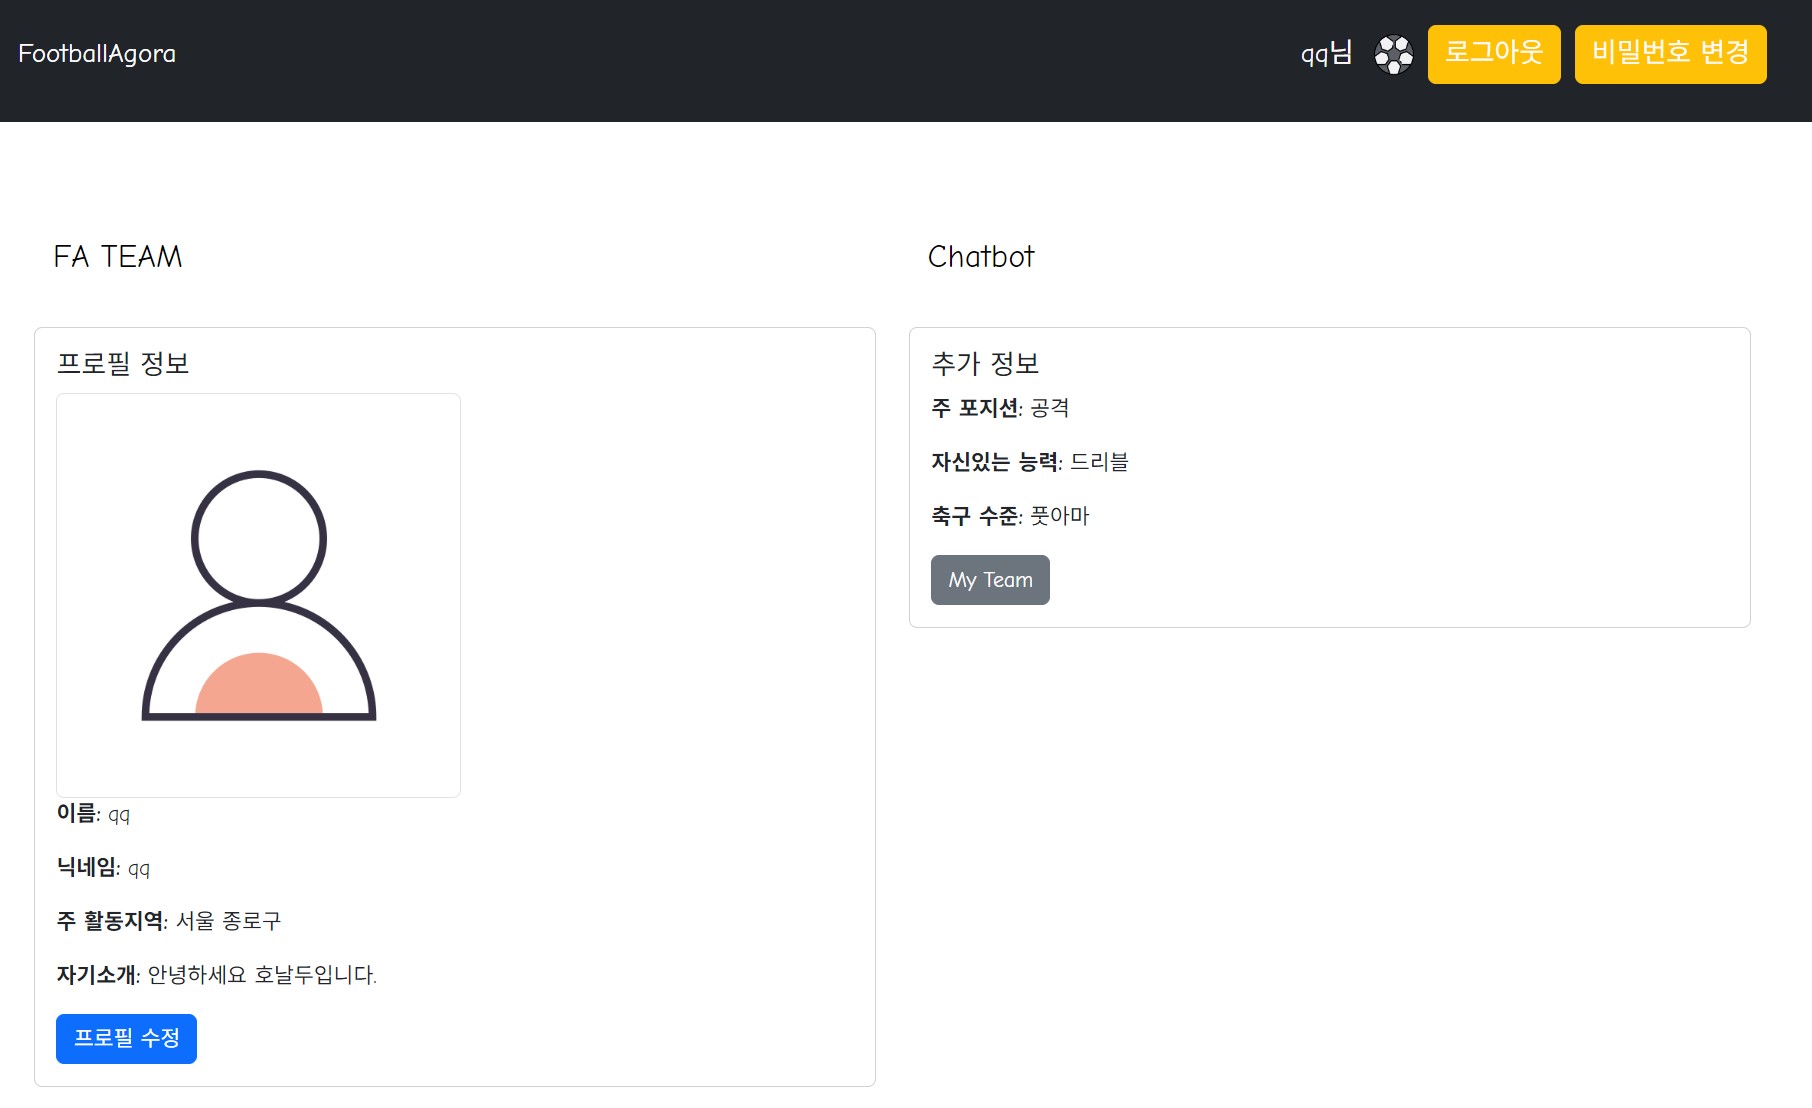 FootballAgora
qq님
로그아웃
비밀번호 변경
FA TEAM
Chatbot
프로필 정보
이름: qq
닉네임: qq
주 활동지역: 서울 종로구
자기소개: 안녕하세요 호날두입니다.
프로필 수정
추가 정보
주 포지션: 공격
자신있는 능력: 드리블
축구 수준: 풋아마
My Team